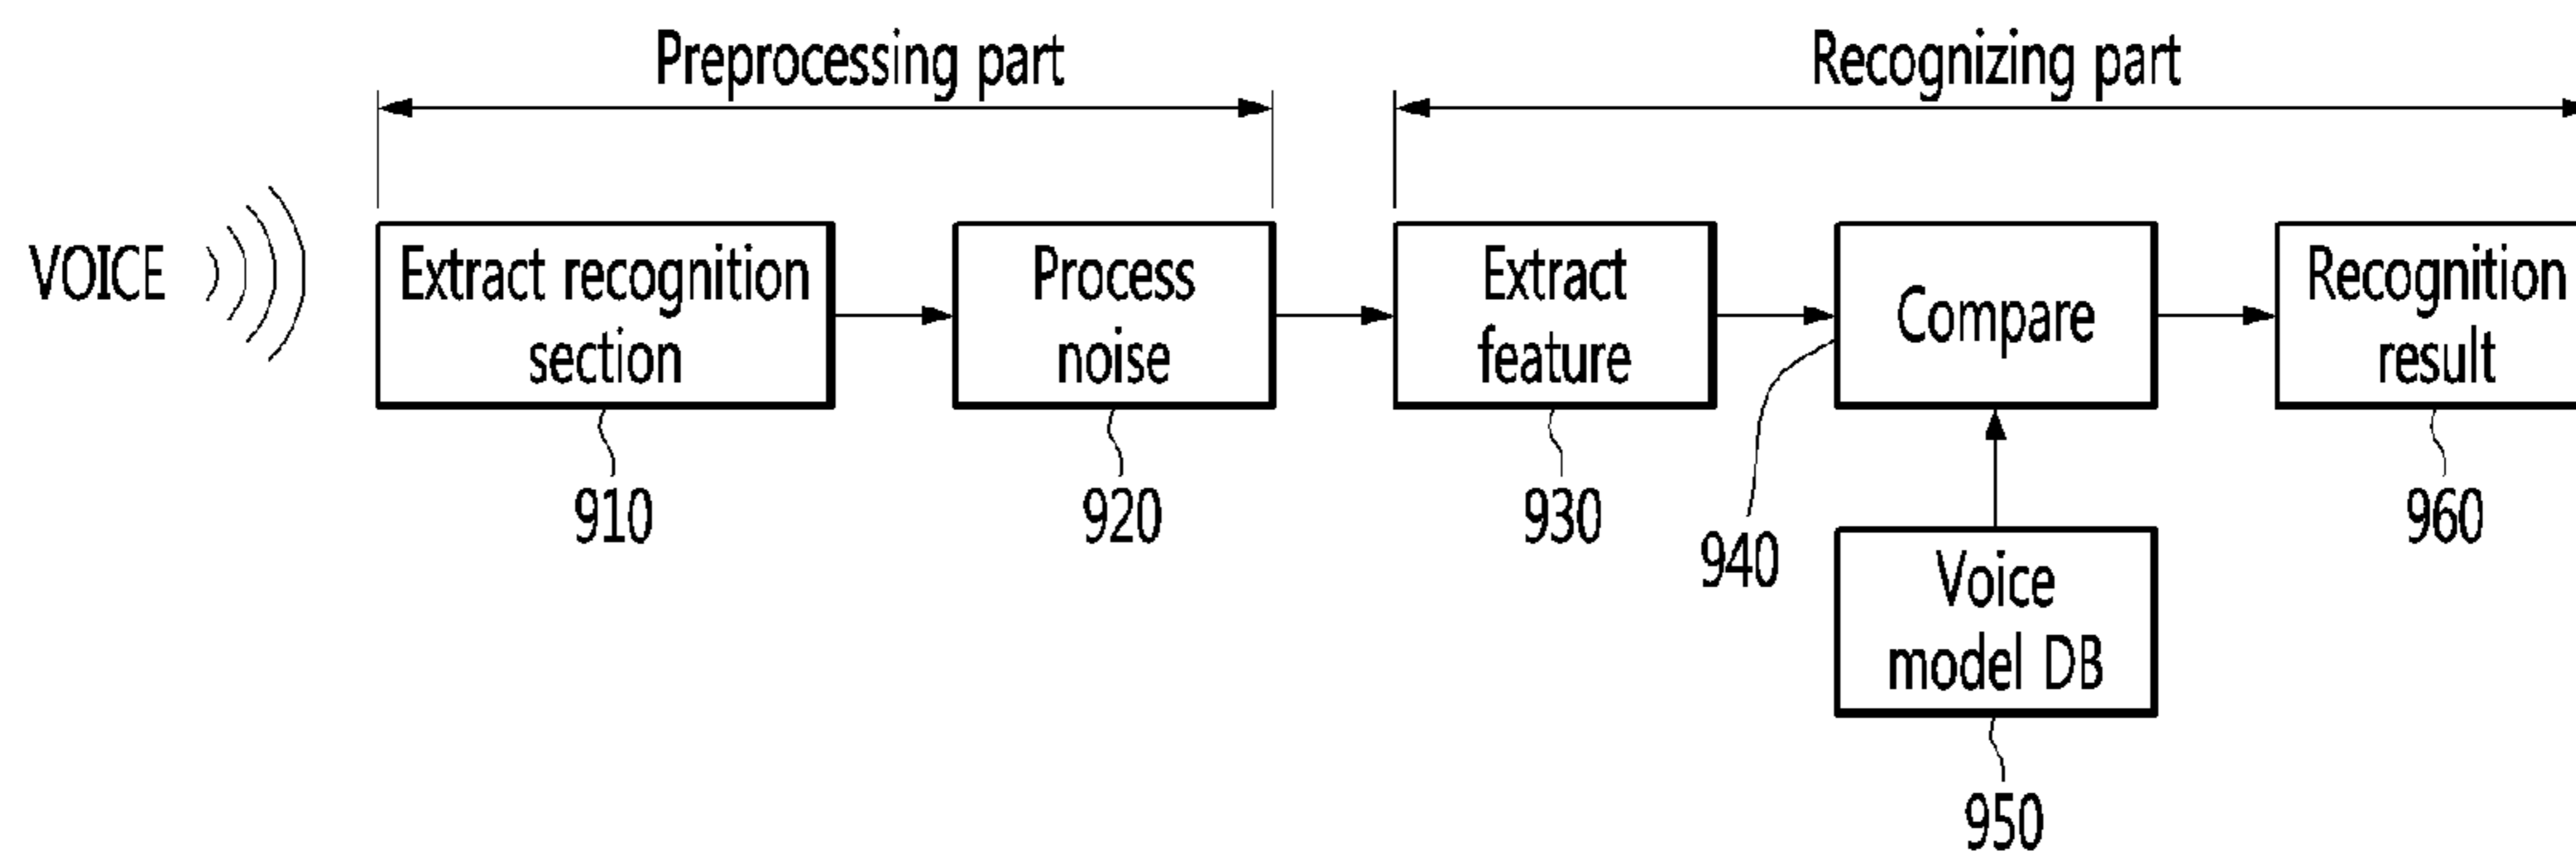 Preprocessing part
Recognizing part
VOICE
Extract recognition
section
Process
noise
Extract
feature
Compare
Recognition
result
910
920
930
940
960
Voice
model DB
950